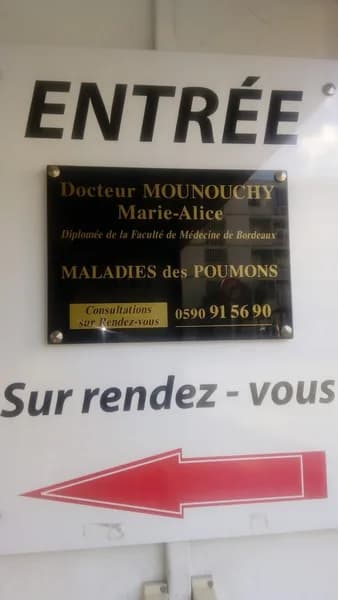 ENTRÉE
Docteur MOUNOUCHY
Marie-Alice
Diplomée de la Faculté de Médecine de Bordeaux
MALADIES des POUMONS
Consultations
sur Rendez-vous
0590 91 56 90
Sur rendez - vous